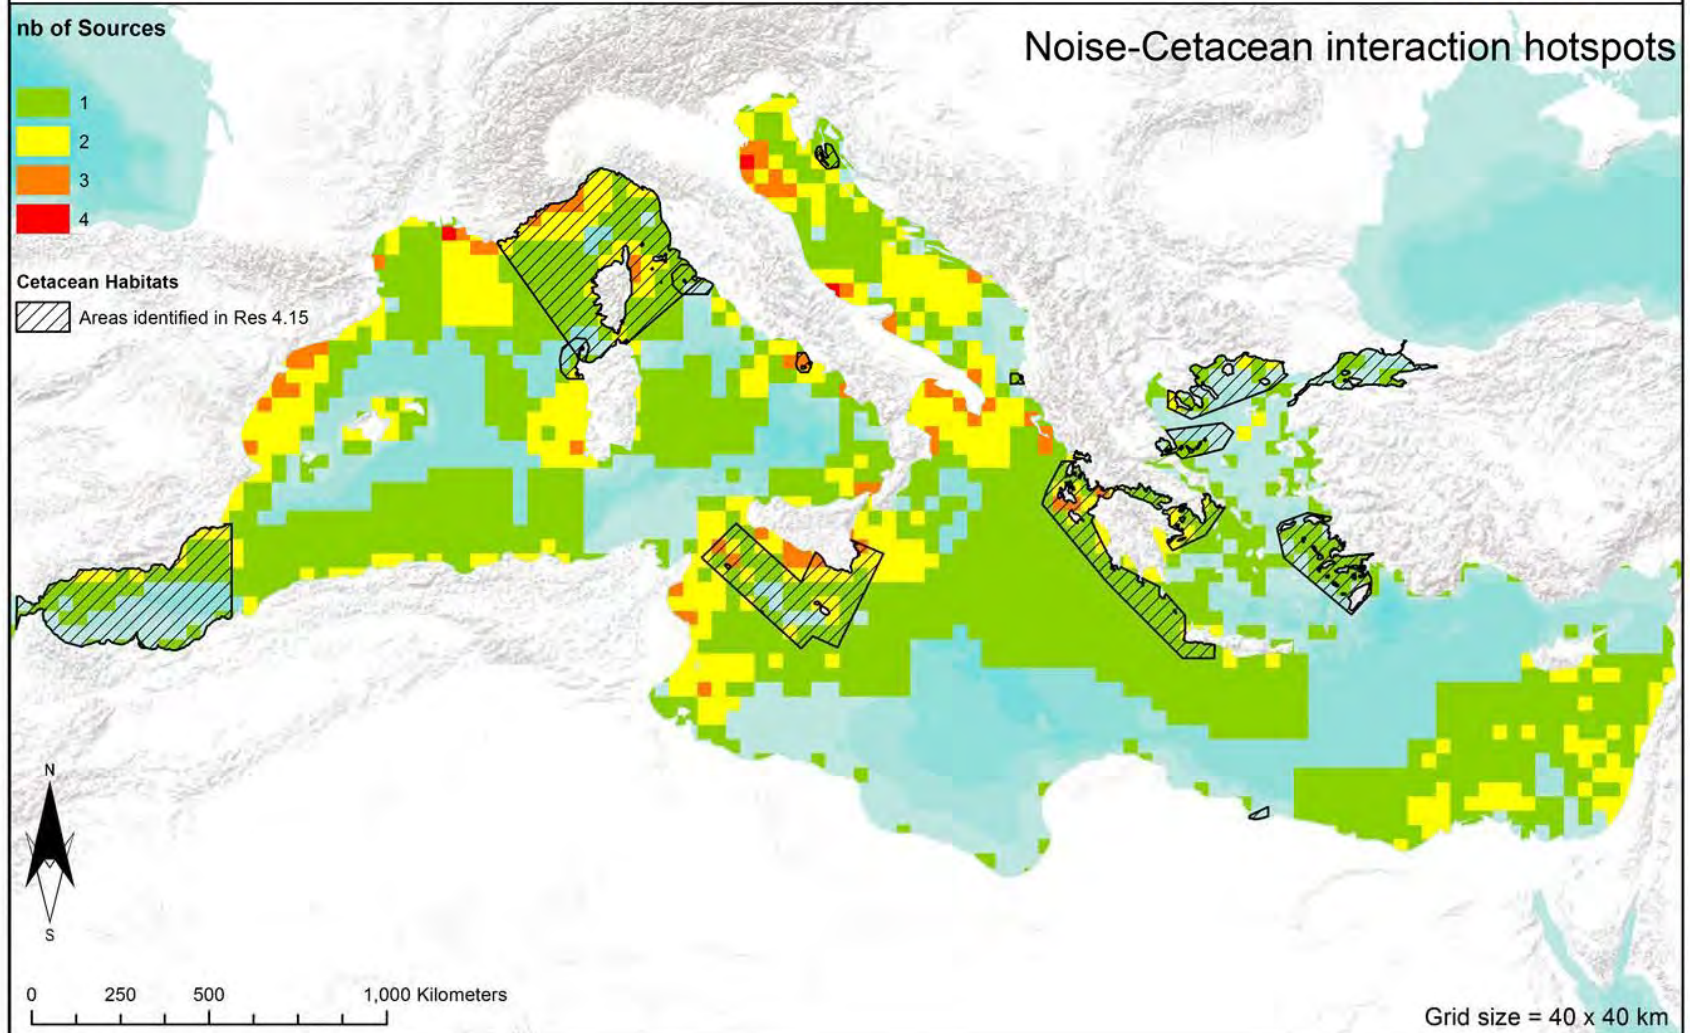 nb of Sources
Noise-Cetacean interaction hotspots
1
2
3
4
Cetacean Habitats
Areas identified in Res 4.15
N
S
0 250 500 1,000 Kilometers
Grid size = 40 x 40 km